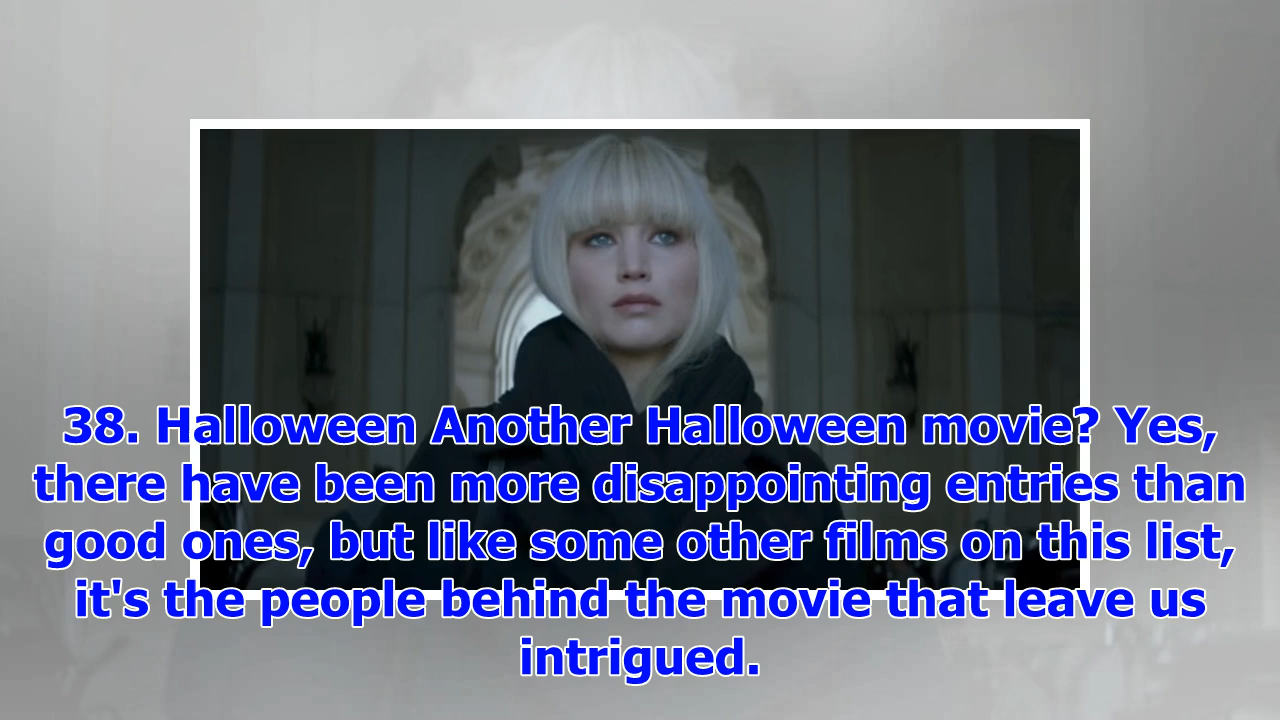 38. Halloween Another Halloween movie? Yes,
there have been more disappointing entries than
good ones, but like some other films on this list,
it's the people behind the movie that leave us
intrigued.